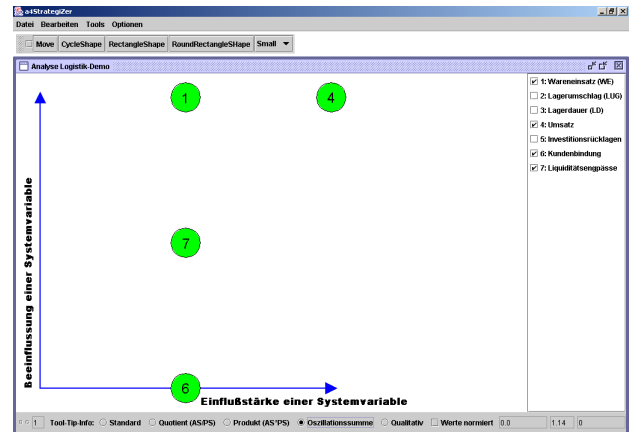 a4StrategiZer
Datei Bearbeiten Tools Optionen
Move CycleShape RectangleShape RoundRectangleSHape Small
Analyse Logistik-Demo
1 4
7
6
Beeinflussung einer Systemvariable
Einflußstärke einer Systemvariable
1: Wareneinsatz (WE)
2: Lagerumschlag (LUG)
3: Lagerdauer (LD)
4: Umsatz
5: Investitionsrücklagen
6: Kundenbindung
7: Liquiditätsengpässe
1 Tool-Tip-Info: Standard Quotient (AS/PS) Produkt (AS*PS) Oszillationssumme Qualitativ Werte normiert 0.0 1.14 0